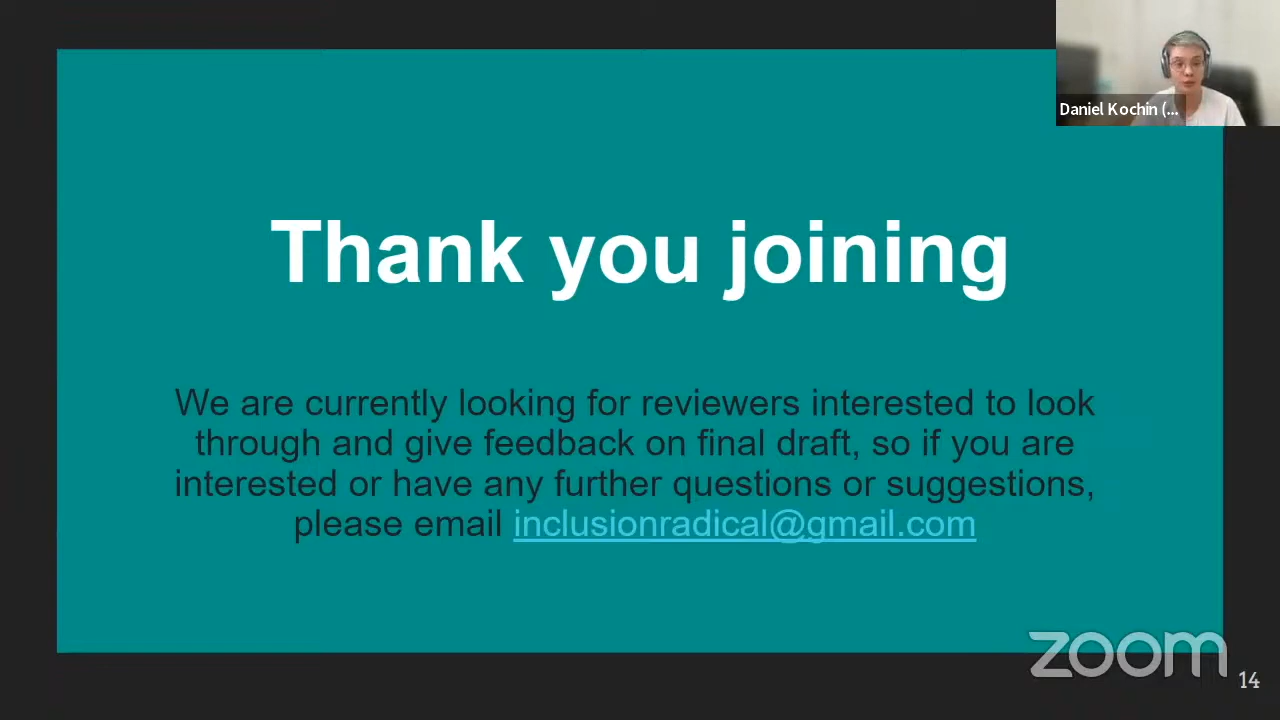 Daniel Kochin (...
Thank you joining
We are currently looking for reviewers interested to look
through and give feedback on final draft, so if you are
interested or have any further questions or suggestions,
please email inclusionradical@gmail.com
zoom
14